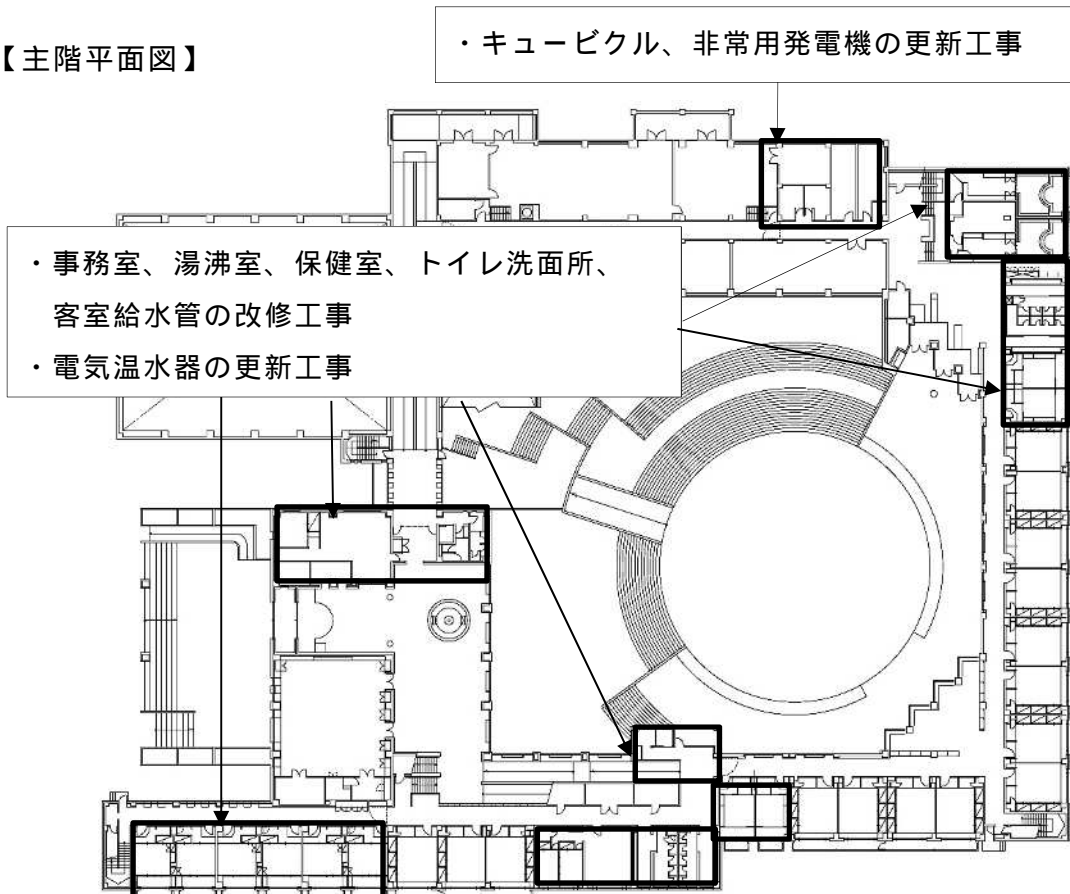 【主階平面図】
・キュービクル、非常用発電機の更新工事
・事務室、湯沸室、保健室、トイレ洗面所、
客室給水管の改修工事
・電気温水器の更新工事